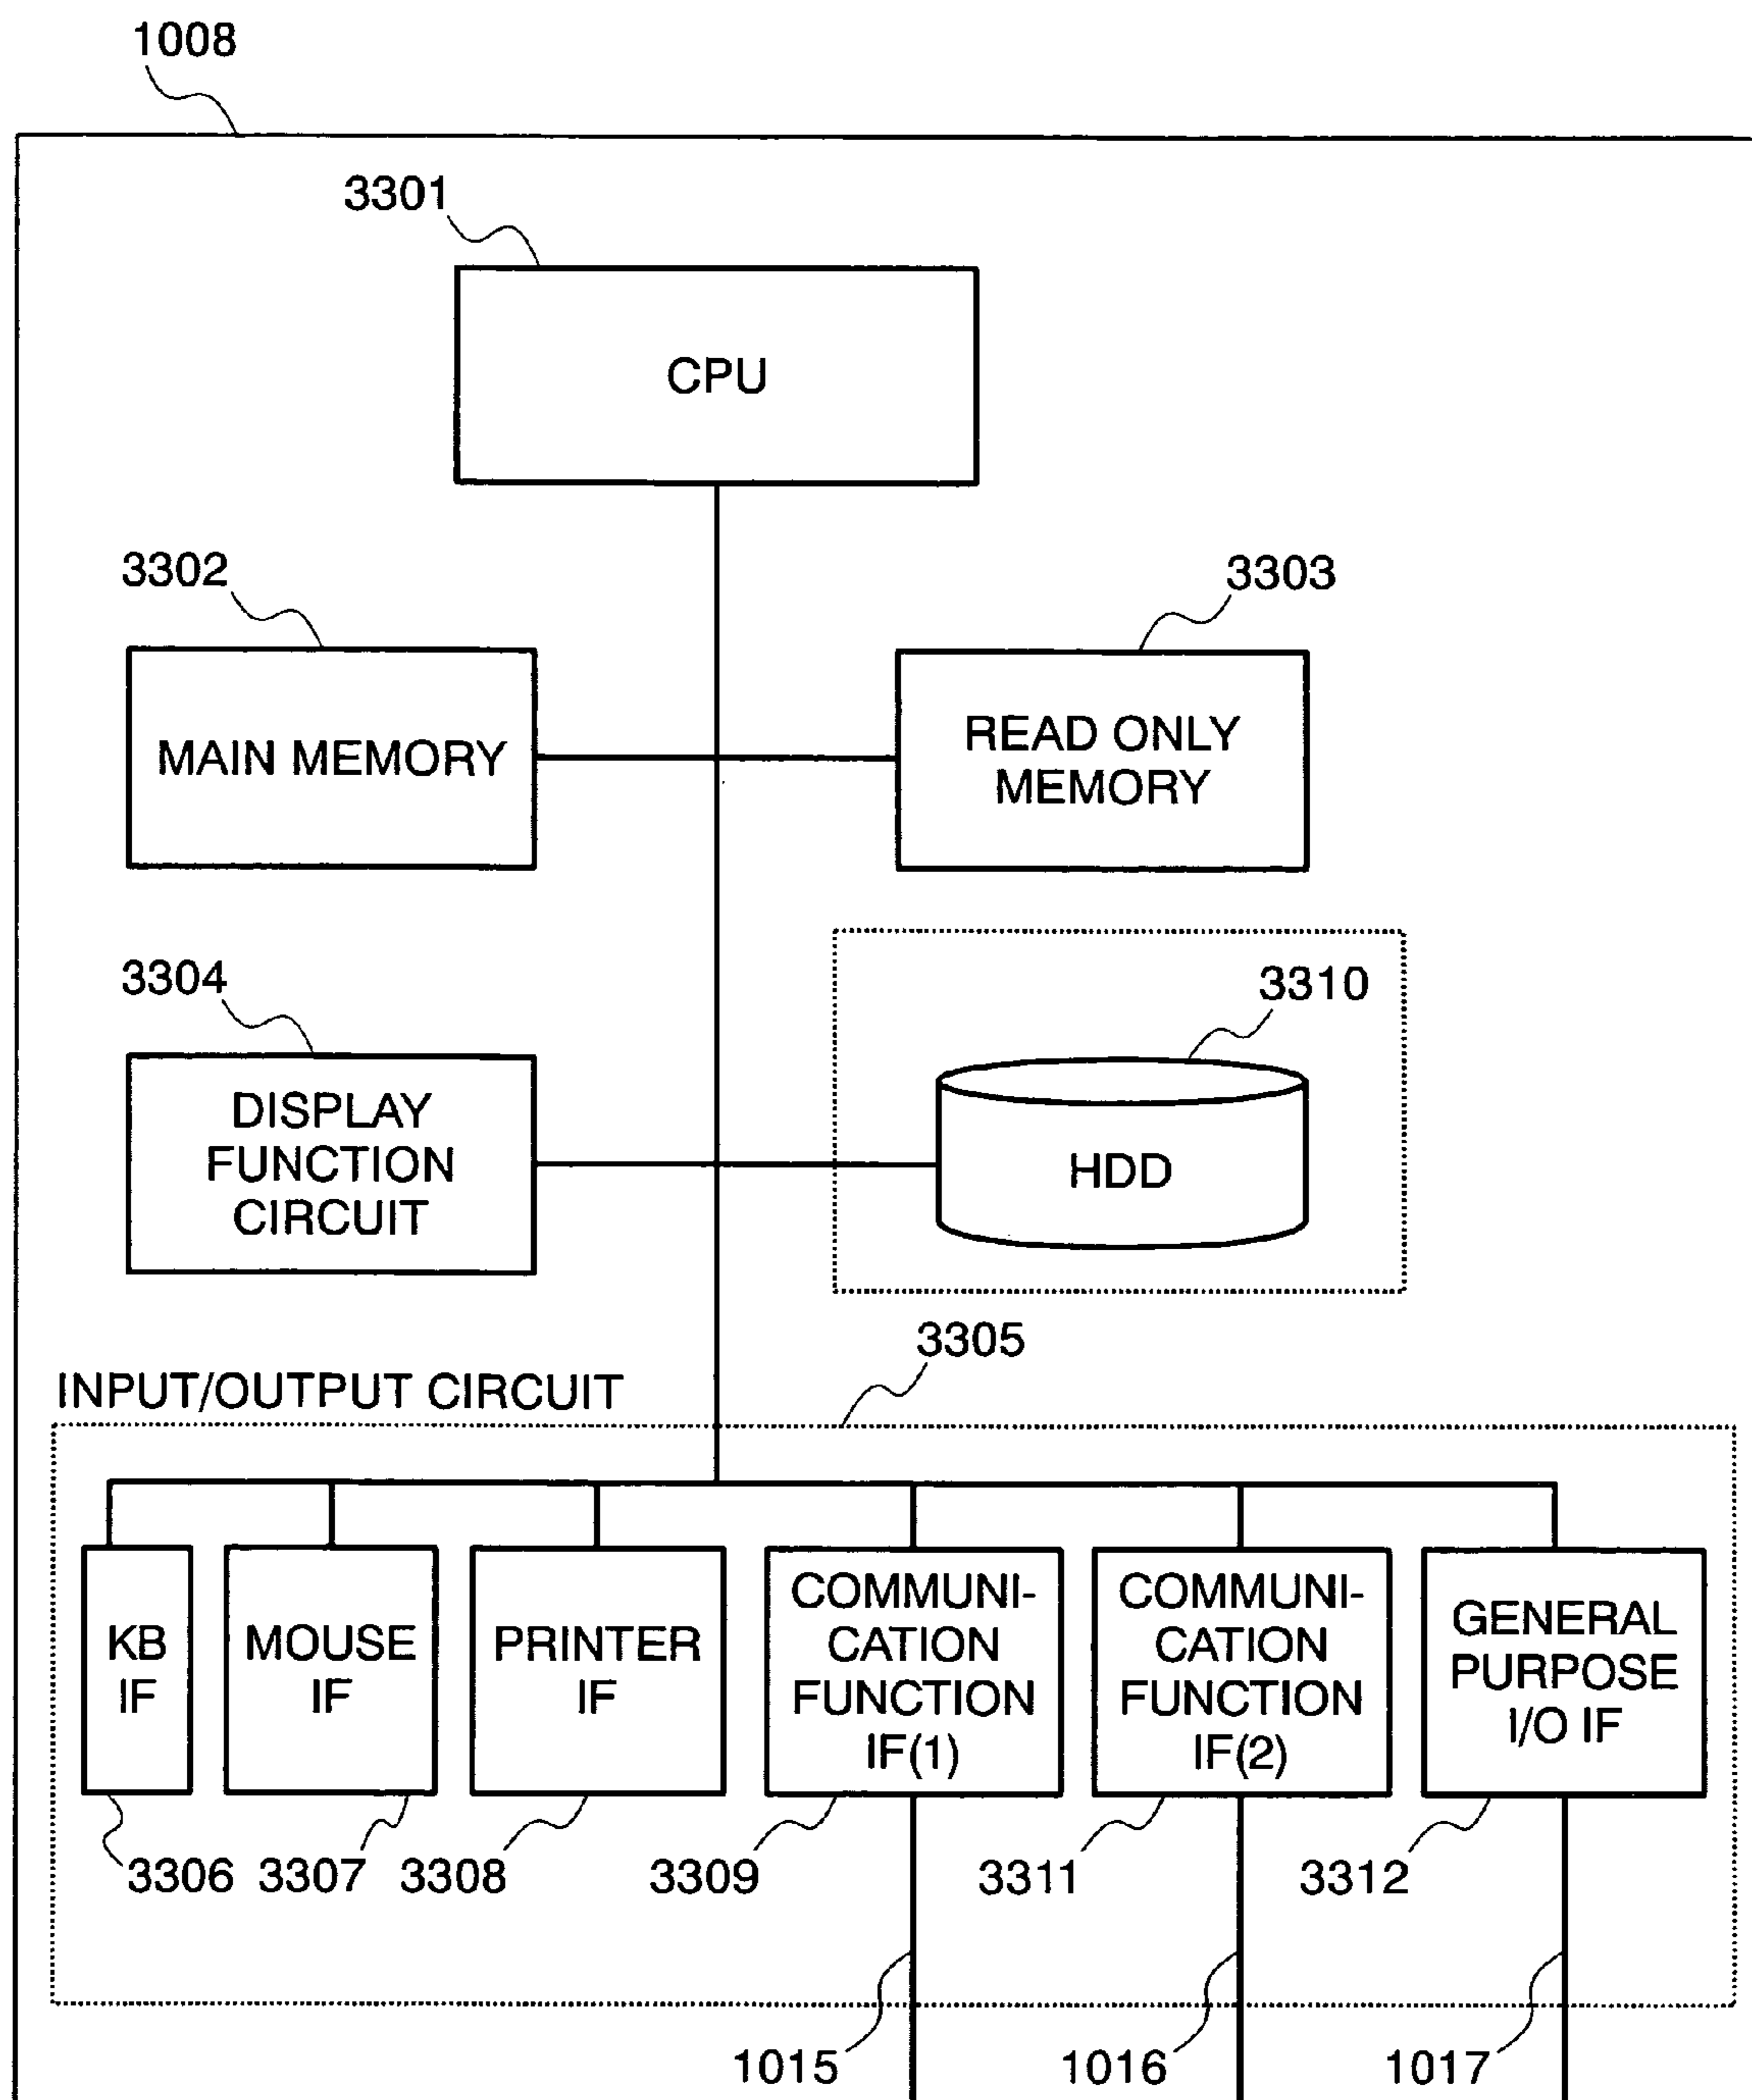 1008
3301
CPU
3302
3303
MAIN MEMORY
READ ONLY
MEMORY
3304
3310
DISPLAY
FUNCTION
CIRCUIT
HDD
3305
INPUT/OUTPUT CIRCUIT
KB
IF
MOUSE
IF
PRINTER
IF
COMMUNI-
CATION
FUNCTION
IF(1)
COMMUNI-
CATION
FUNCTION
IF(2)
GENERAL
PURPOSE
I/O IF
3306
3307
3308
3309
3311
3312
1015
1016
1017